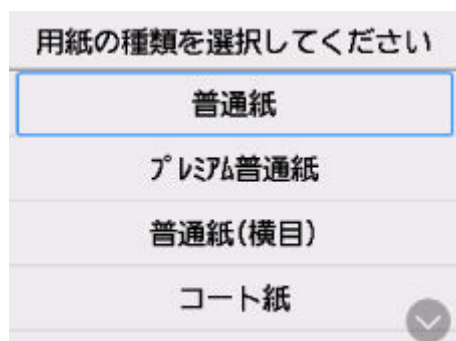 用紙の種類を選択してください
普通紙
プレミアム普通紙
普通紙(横目)
コート紙